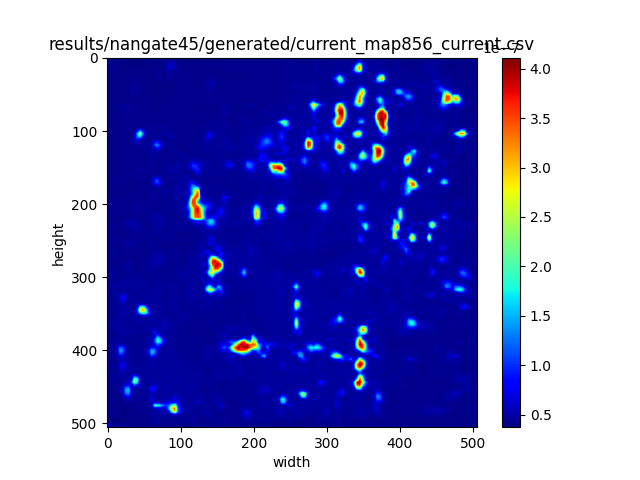 results/nangate45/generated/current_map856_current.csv
1e−7
0
100
200
300
400
500
height
0 100 200 300 400 500
width
4.0
3.5
3.0
2.5
2.0
1.5
1.0
0.5